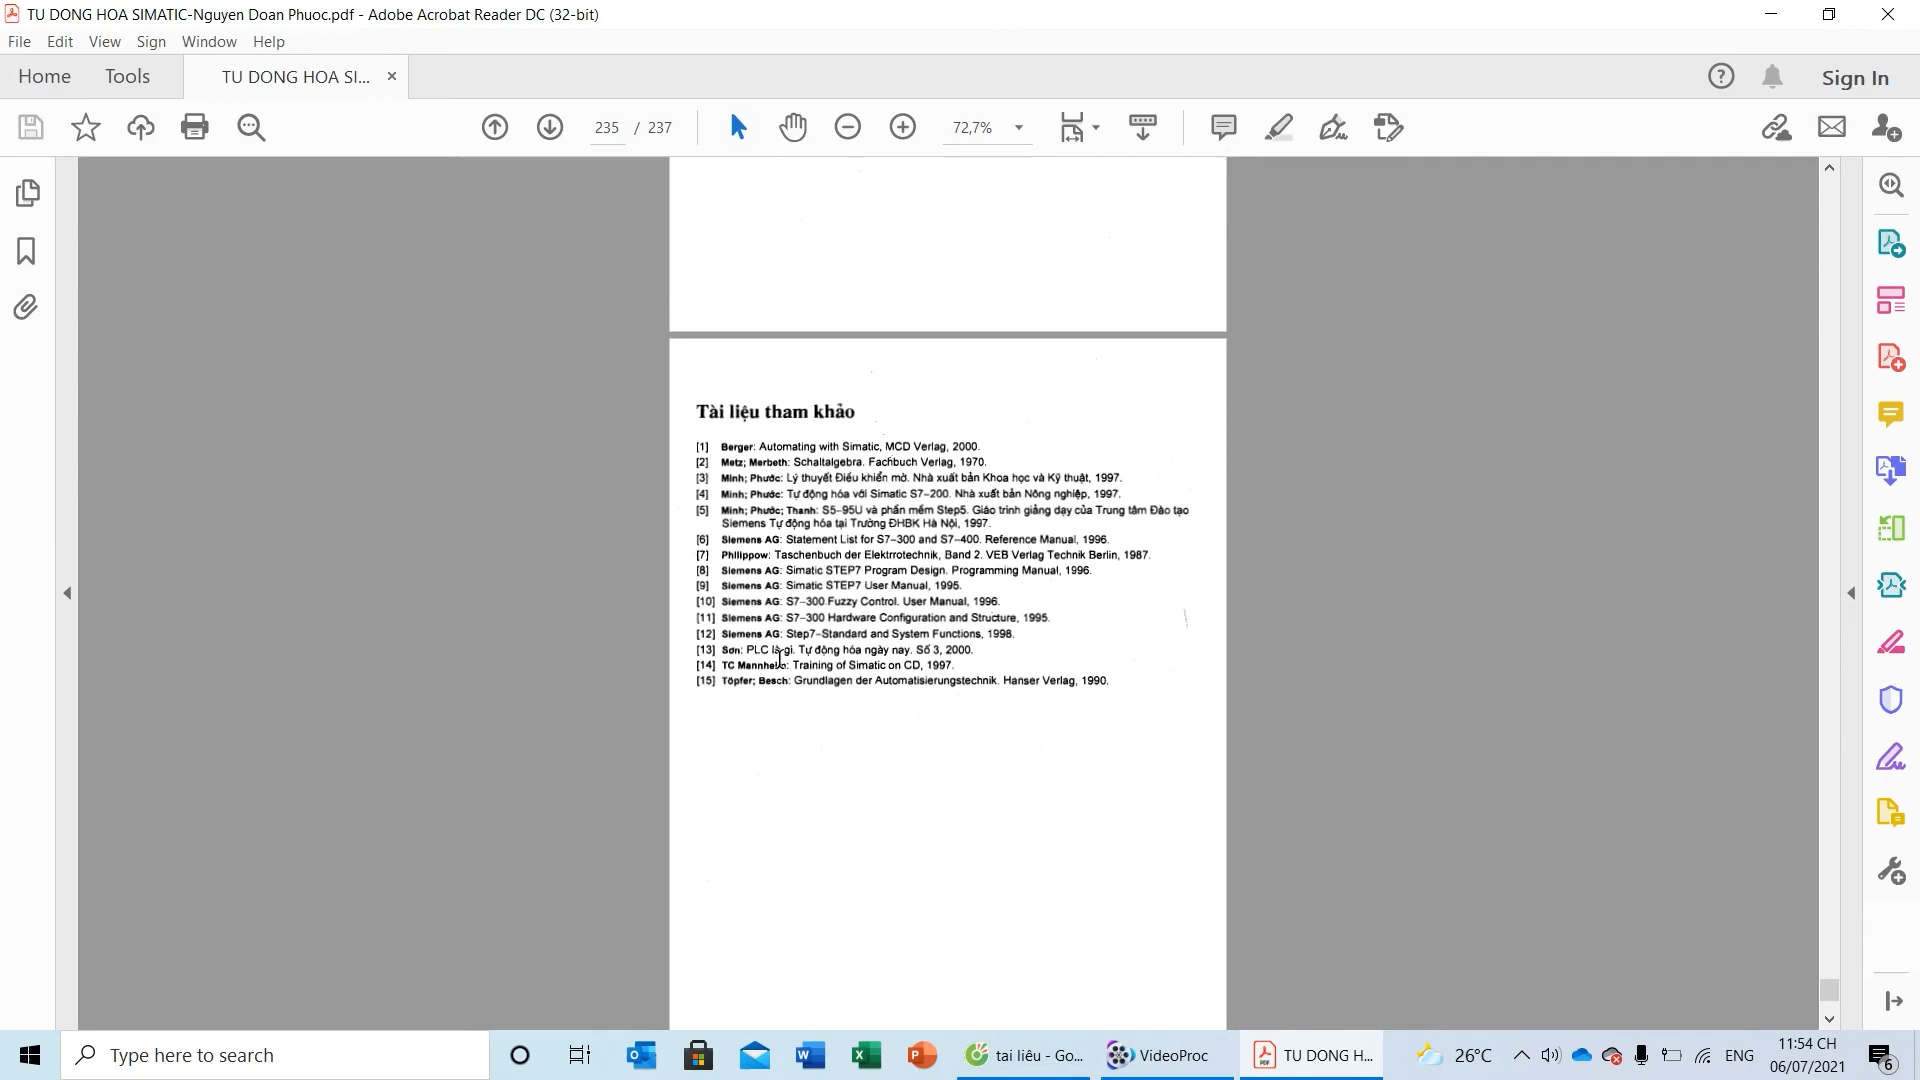 TU DONG HOA SIMATIC-Nguyen Doan Phuoc.pdf - Adobe Acrobat Reader DC (32-bit)
File Edit View Sign Window Help
Home Tools TU DONG HOA SI... Sign In
235 / 237 72,7%
Tài liệu tham khảo
[1] Berger: Automating with Simatic, MCD Verlag, 2000.
[2] Metz; Merbeth: Schaltalgebra. Fachbuch Verlag, 1970.
[3] Minh; Phước: Lý thuyết Điều khiển mờ. Nhà xuất bản Khoa học và Kỹ thuật, 1997.
[4] Minh; Phước: Tự động hóa với Simatic S7-200. Nhà xuất bản Nông nghiệp, 1997.
[5] Minh; Phước; Thanh: S5-95U và phần mềm Step5. Giáo trình giảng dạy của Trung tâm Đào tạo
Siemens Tự động hóa tại Trường ĐHBK Hà Nội, 1997.
[6] Siemens AG: Statement List for S7-300 and S7-400. Reference Manual, 1996.
[7] Philippow: Taschenbuch der Elektrrotechnik, Band 2. VEB Verlag Technik Berlin, 1987.
[8] Siemens AG: Simatic STEP7 Program Design. Programming Manual, 1996.
[9] Siemens AG: Simatic STEP7 User Manual, 1995.
[10] Siemens AG: S7-300 Fuzzy Control. User Manual, 1996.
[11] Siemens AG: S7-300 Hardware Configuration and Structure, 1995.
[12] Siemens AG: Step7-Standard and System Functions, 1998.
[13] Sơn: PLC là gì. Tự động hóa ngày nay. Số 3, 2000.
[14] TC Mannheim: Training of Simatic on CD, 1997.
[15] Töpfer; Besch: Grundlagen der Automatisierungstechnik. Hanser Verlag, 1990.
Type here to search
tai liêu - Go...
VideoProc
TU DONG H...
26°C
ENG
11:54 CH
06/07/2021
6